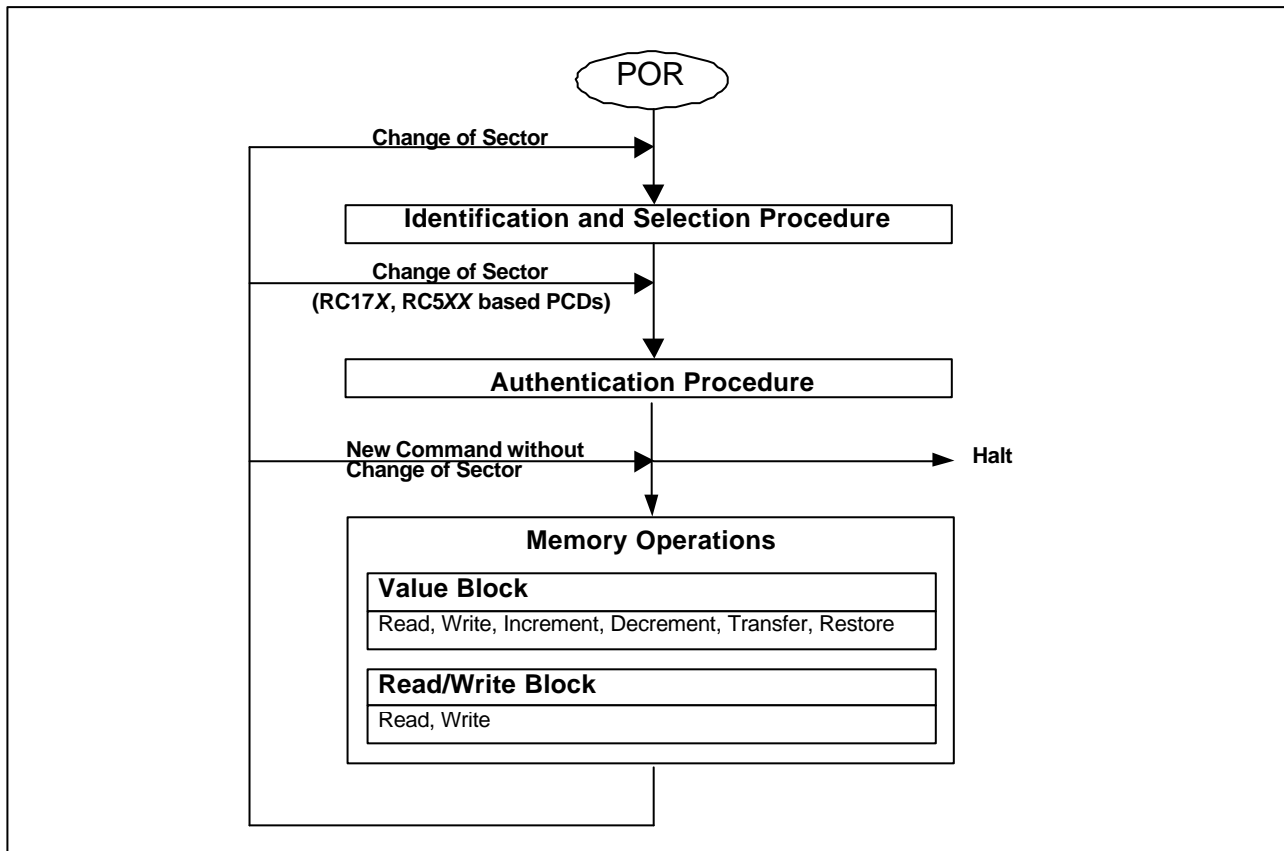 POR
Change of Sector
Identification and Selection Procedure
Change of Sector
(RC17X, RC5XX based PCDs)
Authentication Procedure
New Command without
Change of Sector
Halt
Memory Operations
Value Block
Read, Write, Increment, Decrement, Transfer, Restore
Read/Write Block
Read, Write